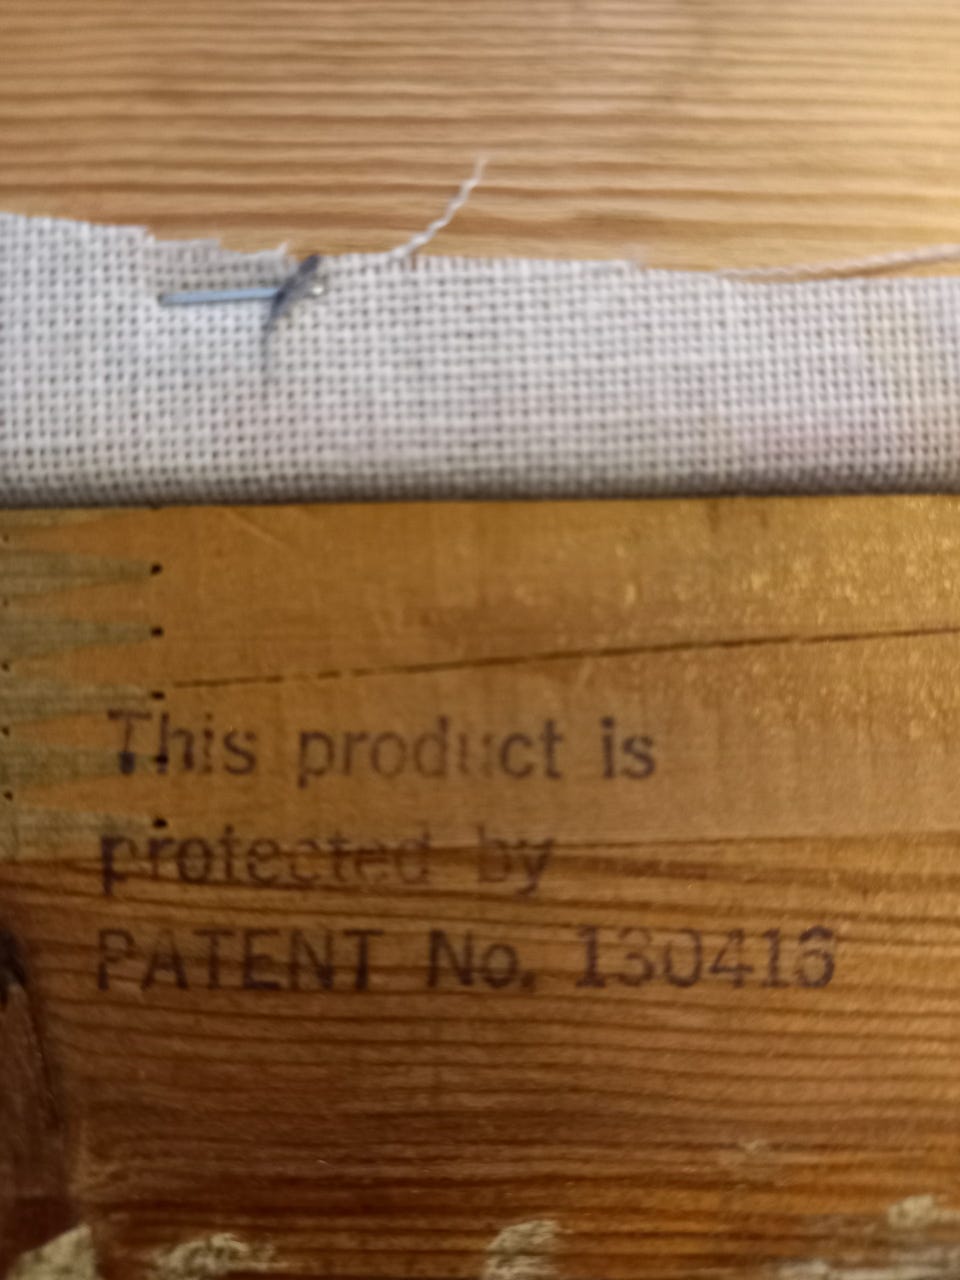 This product is
protected by
PATENT No. 130416